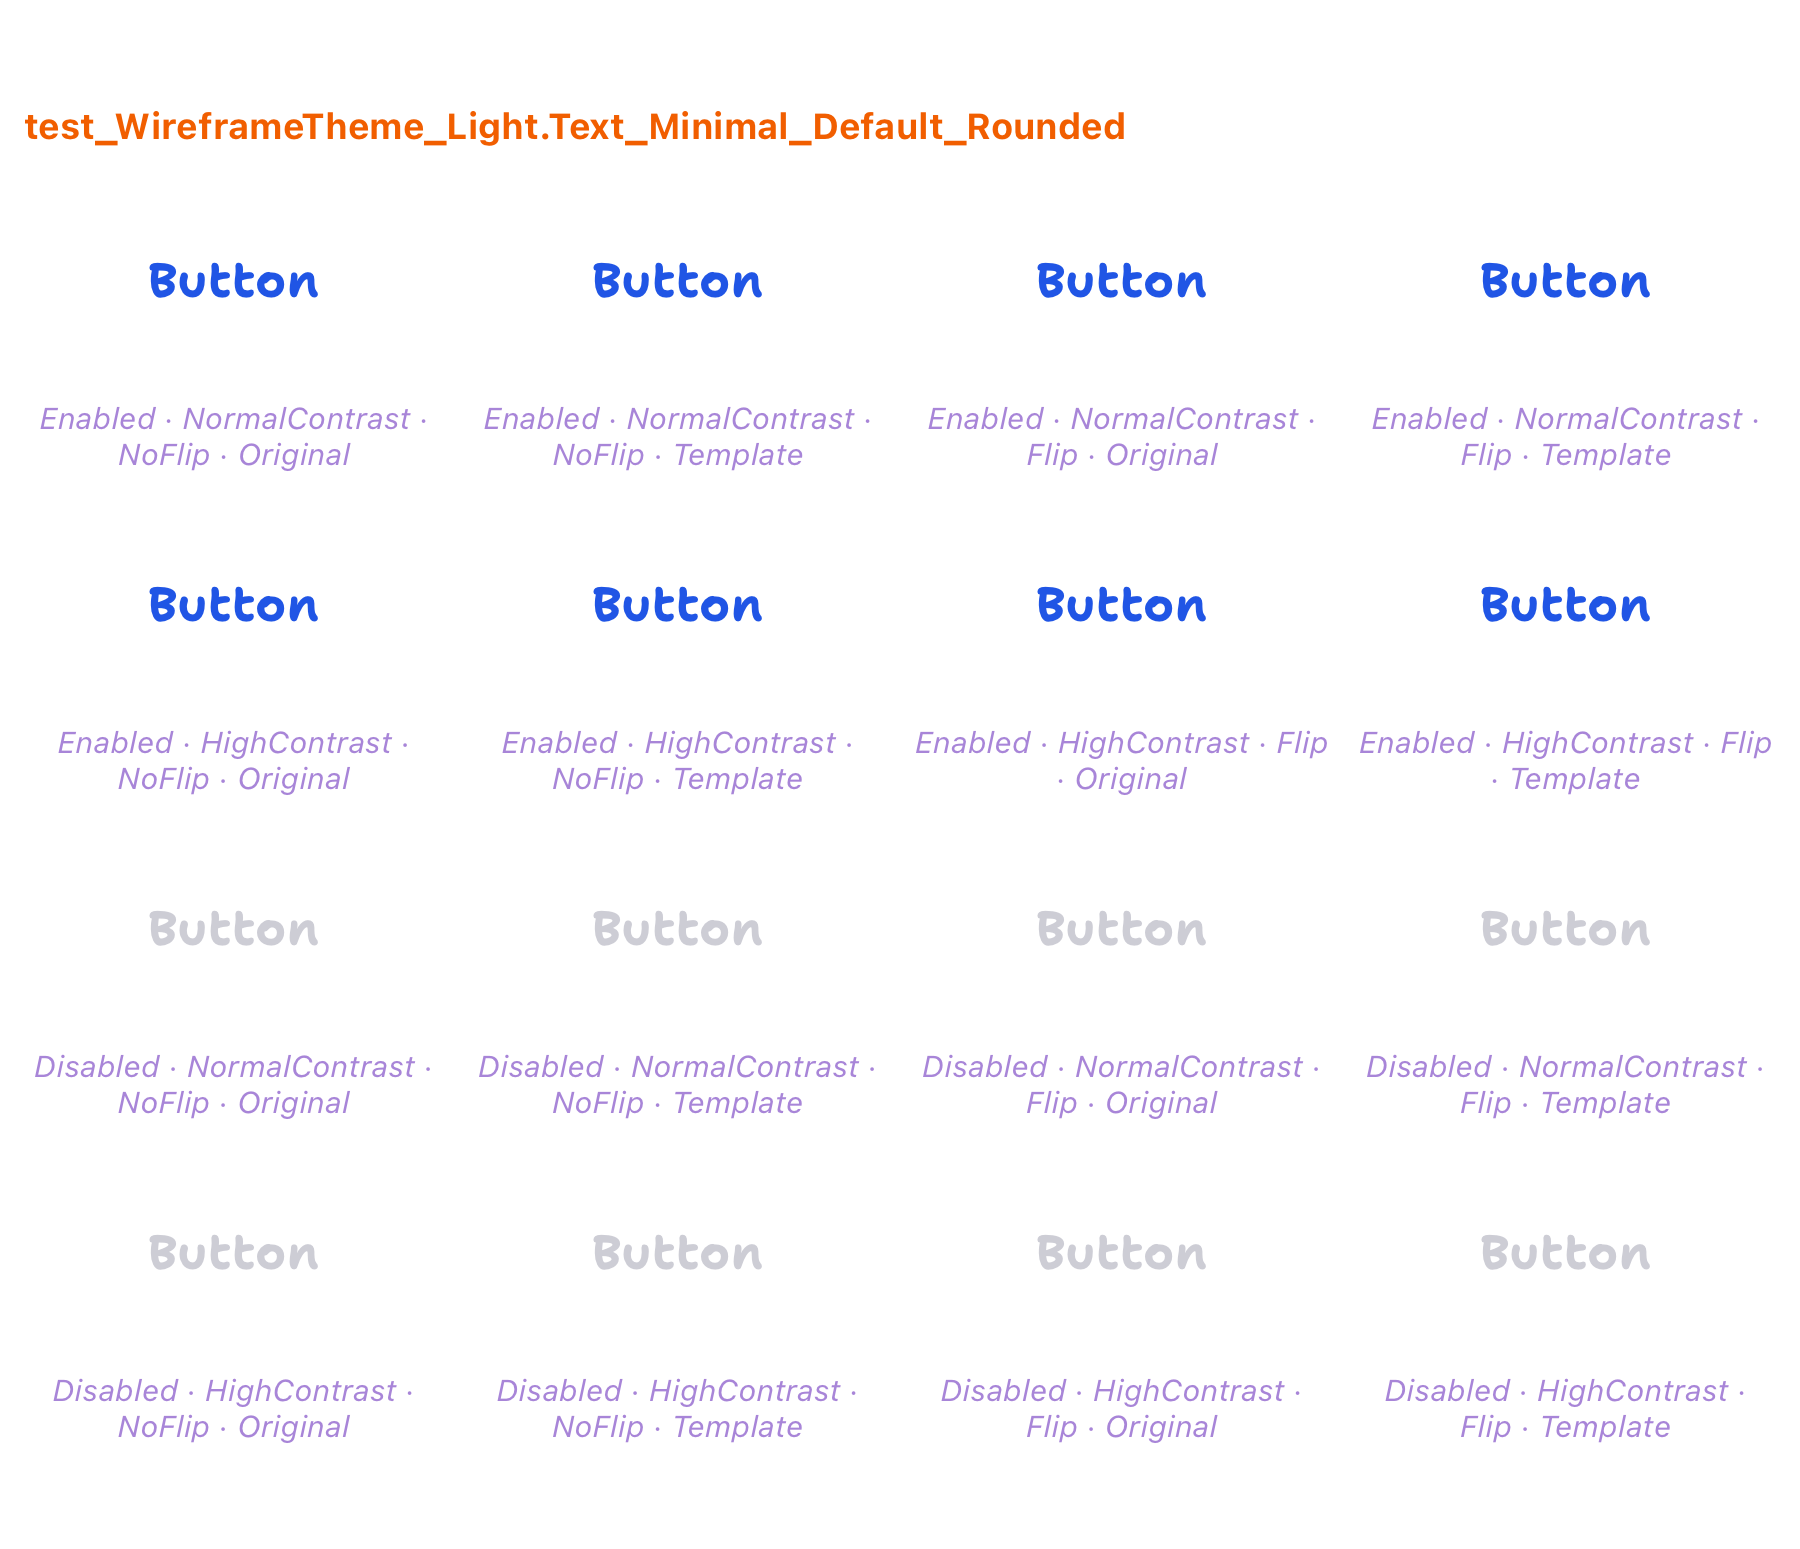 test_WireframeTheme_Light.Text_Minimal_Default_Rounded
Button Button Button Button
Enabled · NormalContrast · Enabled · NormalContrast · Enabled · NormalContrast · Enabled · NormalContrast ·
NoFlip · Original NoFlip · Template Flip · Original Flip · Template
Button Button Button Button
Enabled · HighContrast · Enabled · HighContrast · Enabled · HighContrast · Flip Enabled · HighContrast · Flip
NoFlip · Original NoFlip · Template · Original · Template
Button Button Button Button
Disabled · NormalContrast · Disabled · NormalContrast · Disabled · NormalContrast · Disabled · NormalContrast ·
NoFlip · Original NoFlip · Template Flip · Original Flip · Template
Button Button Button Button
Disabled · HighContrast · Disabled · HighContrast · Disabled · HighContrast · Disabled · HighContrast ·
NoFlip · Original NoFlip · Template Flip · Original Flip · Template